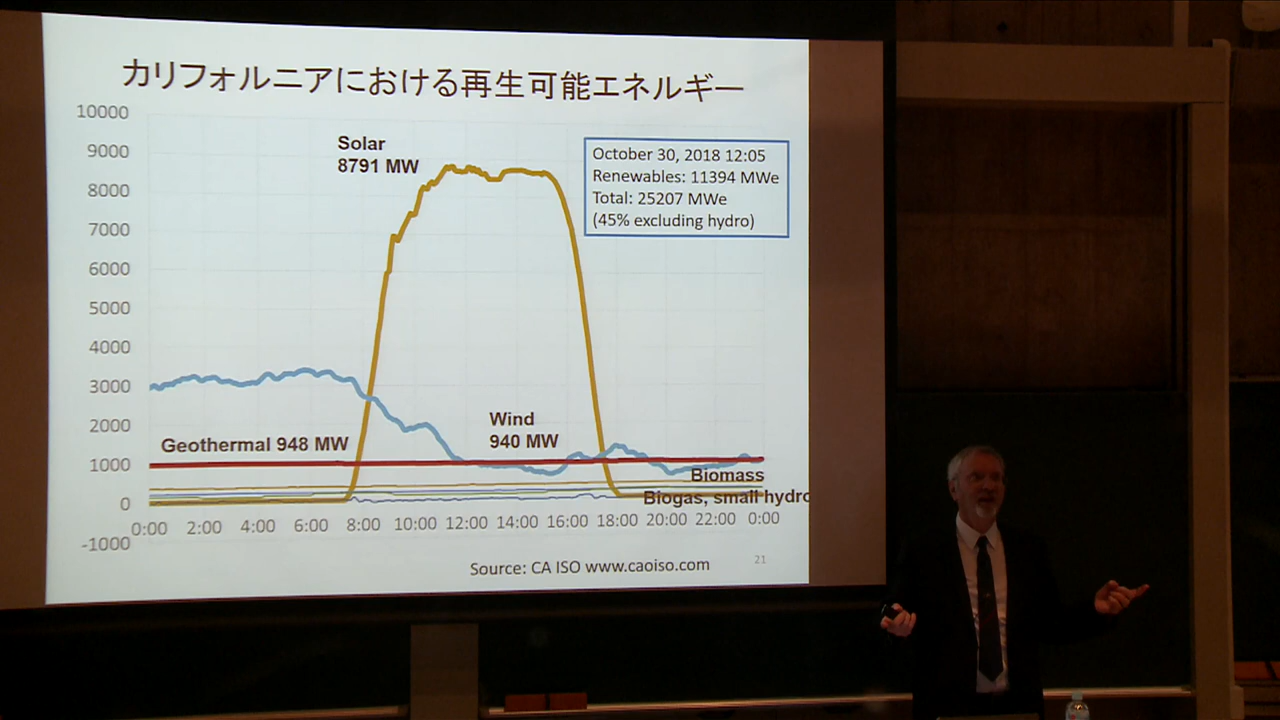 カリフォルニアにおける再生可能エネルギー
10000
9000
8000
7000
6000
5000
4000
3000
2000
1000
0
-1000
Solar
8791 MW
October 30, 2018 12:05
Renewables: 11394 MWe
Total: 25207 MWe
(45% excluding hydro)
Wind
940 MW
Geothermal 948 MW
Biomass
Biogas, small hydro
0:00 2:00 4:00 6:00 8:00 10:00 12:00 14:00 16:00 18:00 20:00 22:00 0:00
Source: CA ISO www.caoiso.com
21